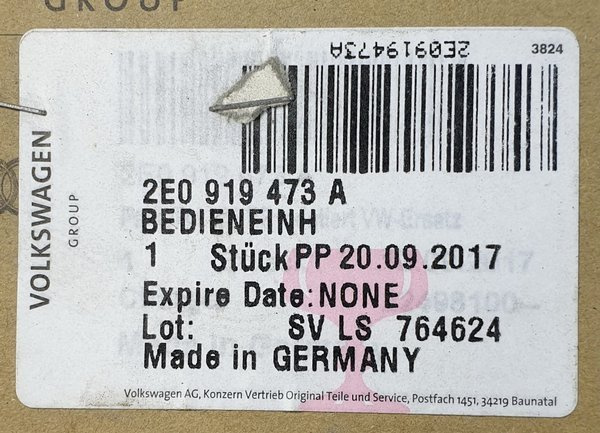 GROUP
2E0919473A
3824
VOLKSWAGEN
GROUP
2E0 919 473 A
BEDIENEINH
1 Stück PP 20.09.2017
Expire Date: NONE
Lot: SV LS 764624
Made in GERMANY
Volkswagen AG, Konzern Vertrieb Original Teile und Service, Postfach 1451, 34219 Baunatal